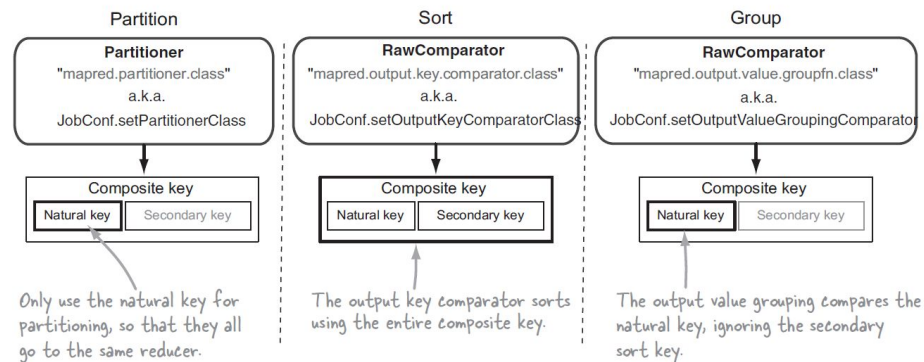 Partition
Partitioner
"mapred.partitioner.class"
a.k.a.
JobConf.setPartitionerClass
Composite key
Natural key
Secondary key
Only use the natural key for
partitioning, so that they all
go to the same reducer.
Sort
RawComparator
"mapred.output.key.comparator.class"
a.k.a.
JobConf.setOutputKeyComparatorClass
Composite key
Natural key
Secondary key
The output key comparator sorts
using the entire composite key.
Group
RawComparator
"mapred.output.value.groupfn.class"
a.k.a.
JobConf.setOutputValueGroupingComparator
Composite key
Natural key
Secondary key
The output value grouping compares the
natural key, ignoring the secondary
sort key.